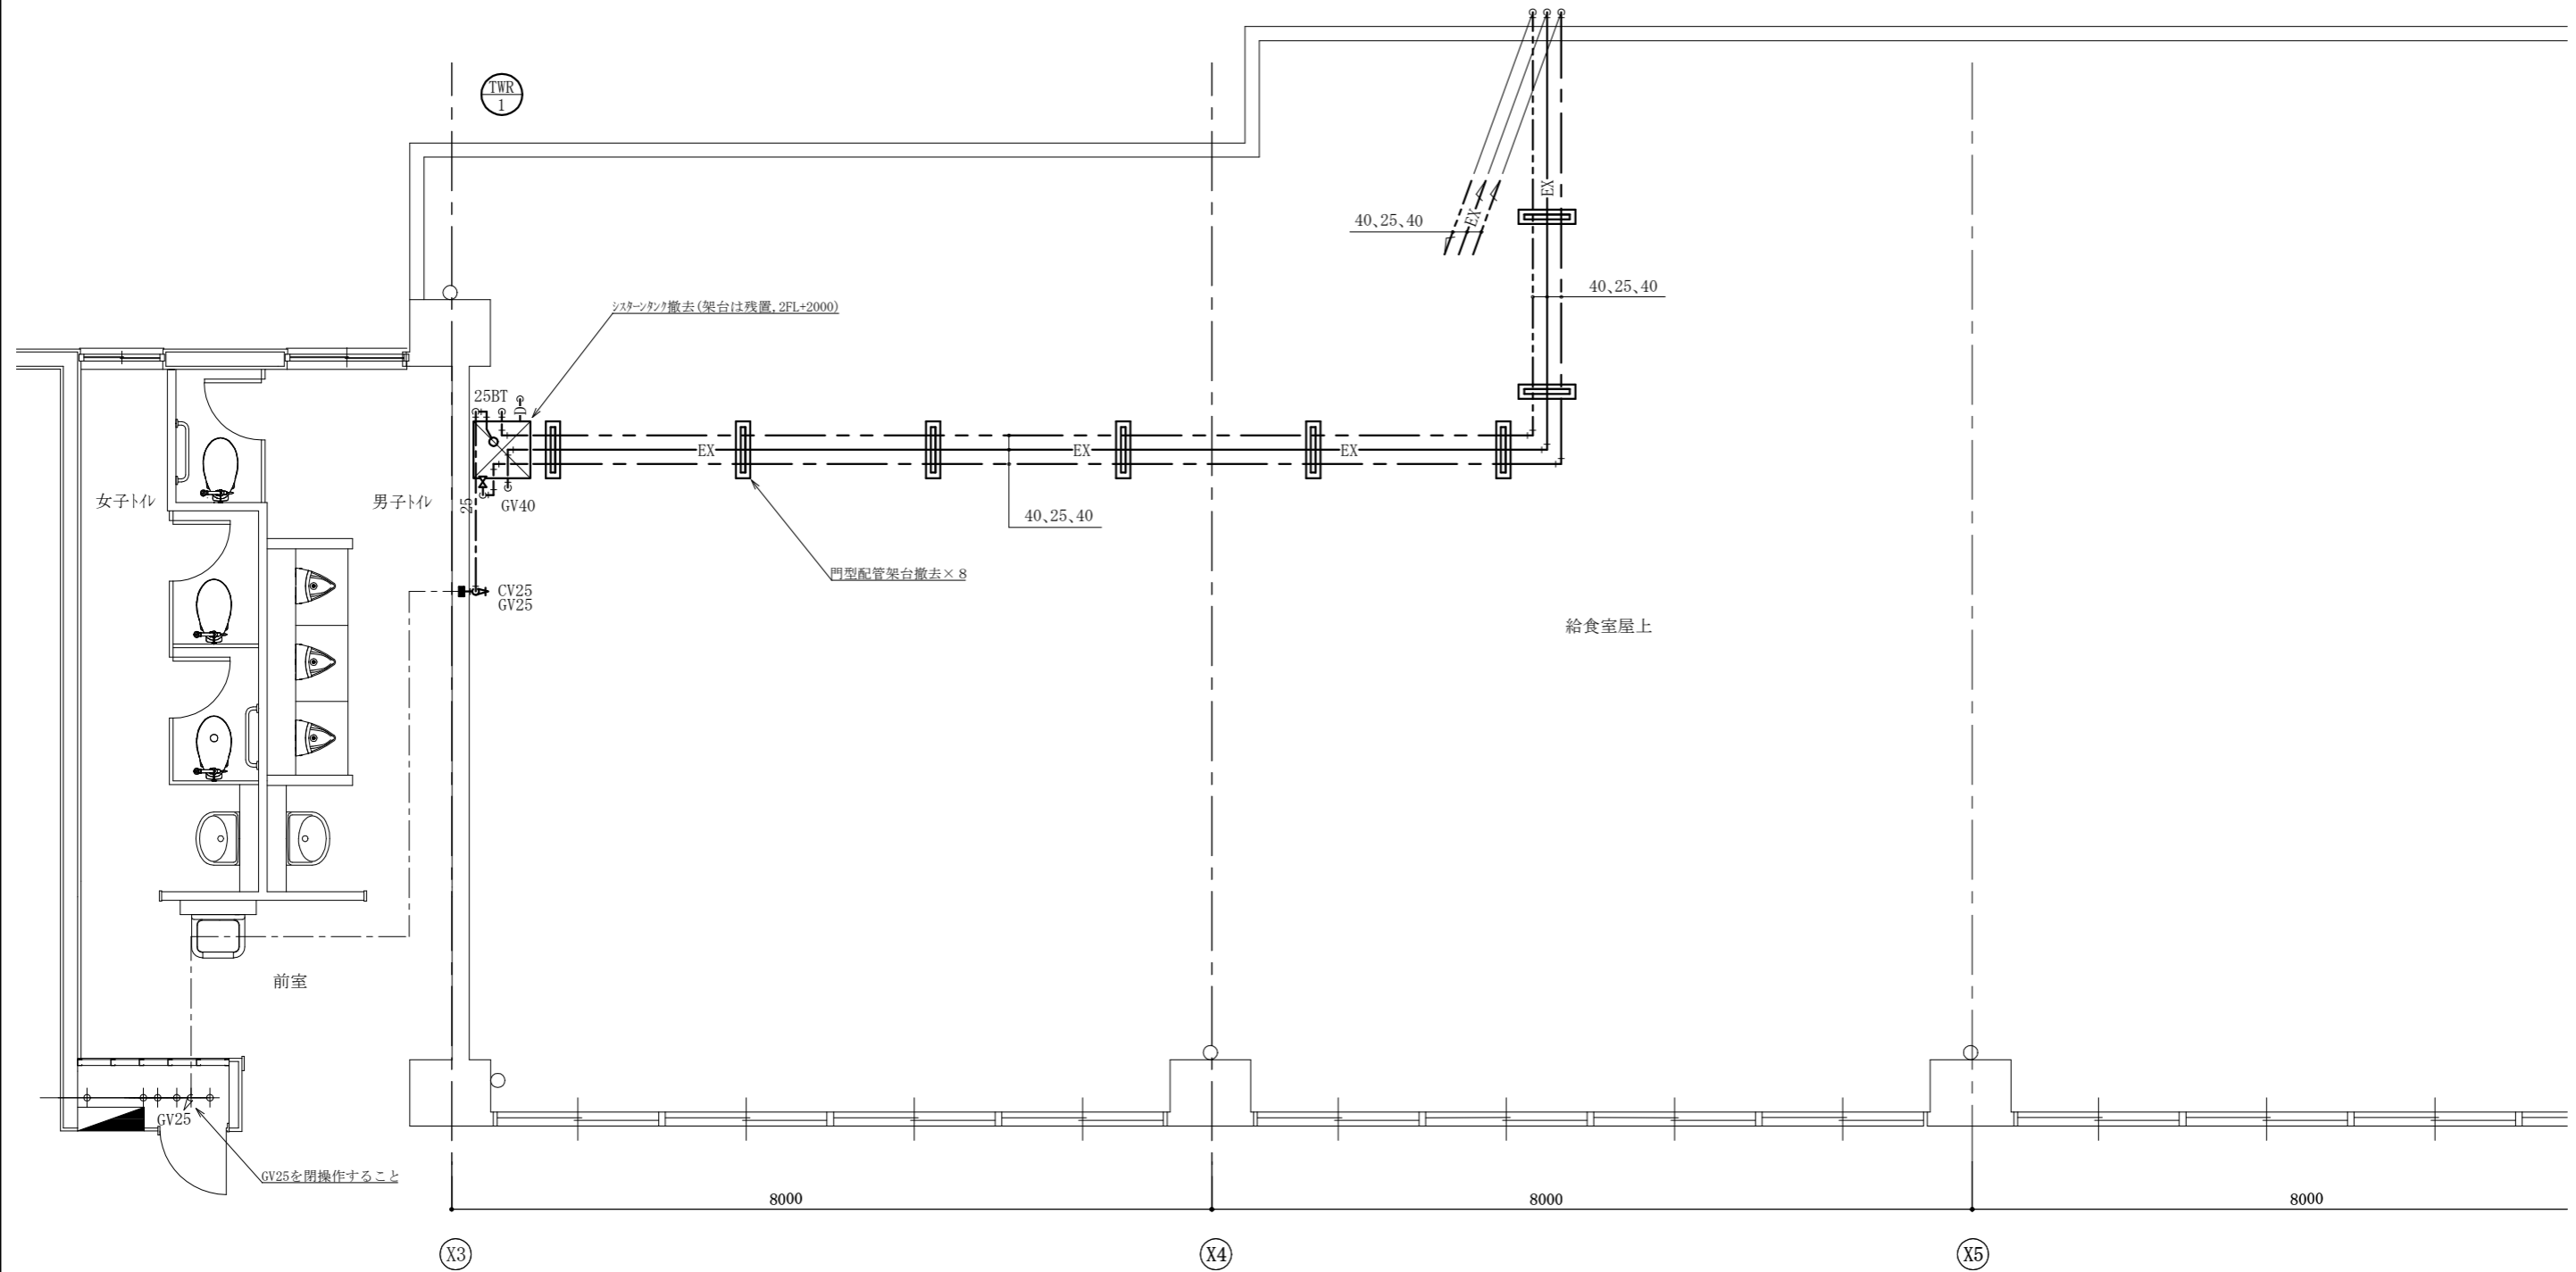 TWR
1
EX
40、25、40
EX
40、25、40
シスターンタンク撤去(架台は残置,2FL+2000)
25BT
D
EX
EX
EX
女子トイレ
男子トイレ
25
GV40
40、25、40
門型配管架台撤去×8
CV25
GV25
給食室屋上
前室
GV25
GV25を閉操作すること
8000
8000
8000
X3
X4
X5